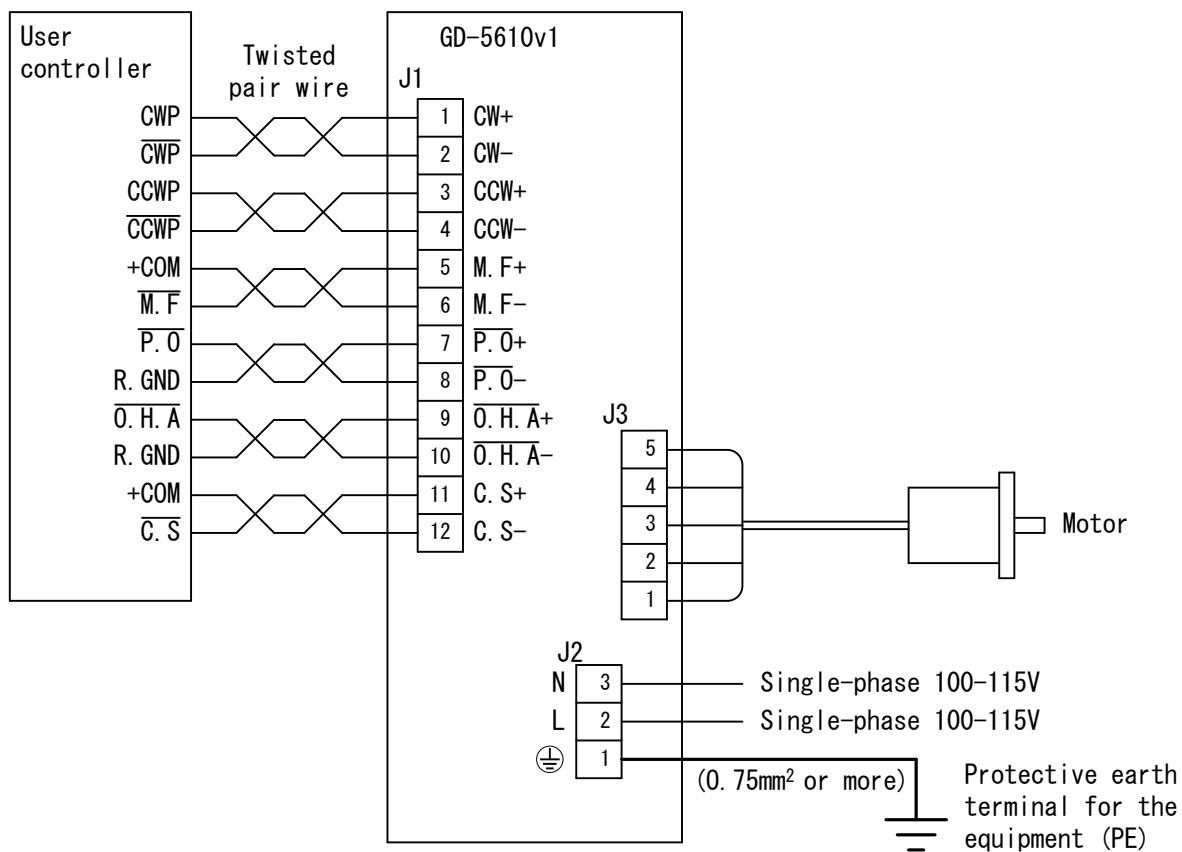 User
controller
Twisted
pair wire
GD-5610v1
J1
CWP 1 CW+
C̅W̅P̅ 2 CW-
CCWP 3 CCW+
C̅C̅W̅P̅ 4 CCW-
+COM 5 M.F+
M̅.̅F̅ 6 M.F-
P̅.̅O̅ 7 P̅.̅O̅+
R.GND 8 P̅.̅O̅-
O̅.̅H̅.̅A̅ 9 O̅.̅H̅.̅A̅+
R.GND 10 O̅.̅H̅.̅A̅-
+COM 11 C.S+
C̅.̅S̅ 12 C.S-
J3
5
4
3
2
1
Motor
J2
N 3 Single-phase 100-115V
L 2 Single-phase 100-115V
1
(0.75mm² or more)
Protective earth
terminal for the
equipment (PE)